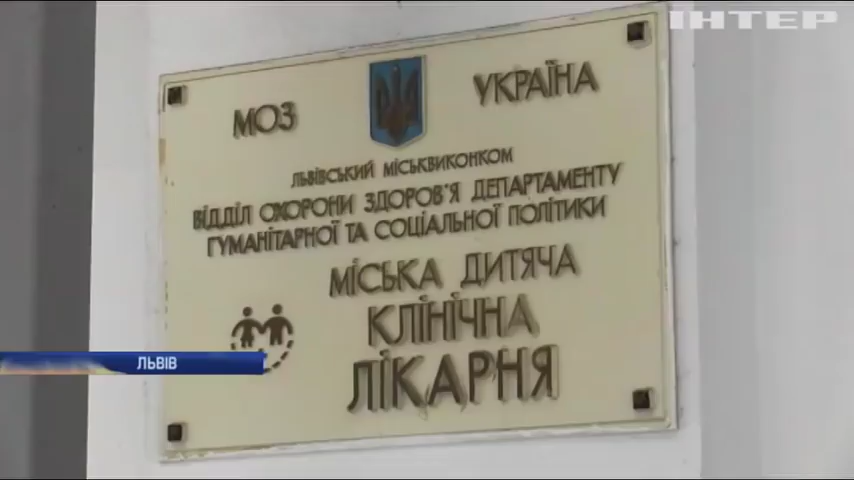 ІНТЕР
МОЗ УКРАЇНА
ЛЬВІВСЬКИЙ МІСЬКВИКОНКОМ
ВІДДІЛ ОХОРОНИ ЗДОРОВ'Я ДЕПАРТАМЕНТУ
ГУМАНІТАРНОЇ ТА СОЦІАЛЬНОЇ ПОЛІТИКИ
МІСЬКА ДИТЯЧА
КЛІНІЧНА
ЛІКАРНЯ
ЛЬВІВ